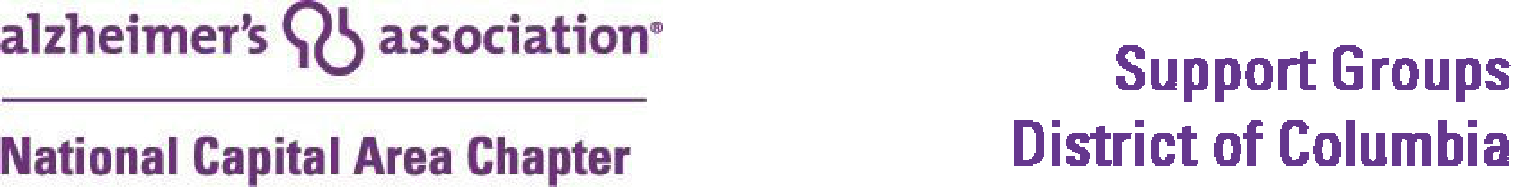 alzheimer's association®
National Capital Area Chapter
Support Groups
District of Columbia